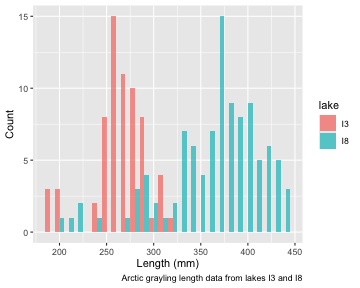 15
10
5
0
Count
200
250
300
350
400
450
Length (mm)
lake
I3
I8
Arctic grayling length data from lakes I3 and I8